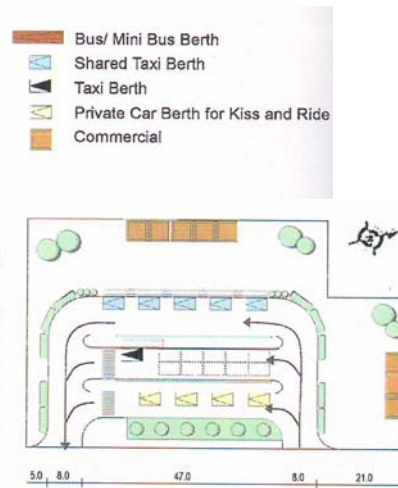 Bus/ Mini Bus Berth
Shared Taxi Berth
Taxi Berth
Private Car Berth for Kiss and Ride
Commercial
5.0 8.0 47.0 8.0 21.0